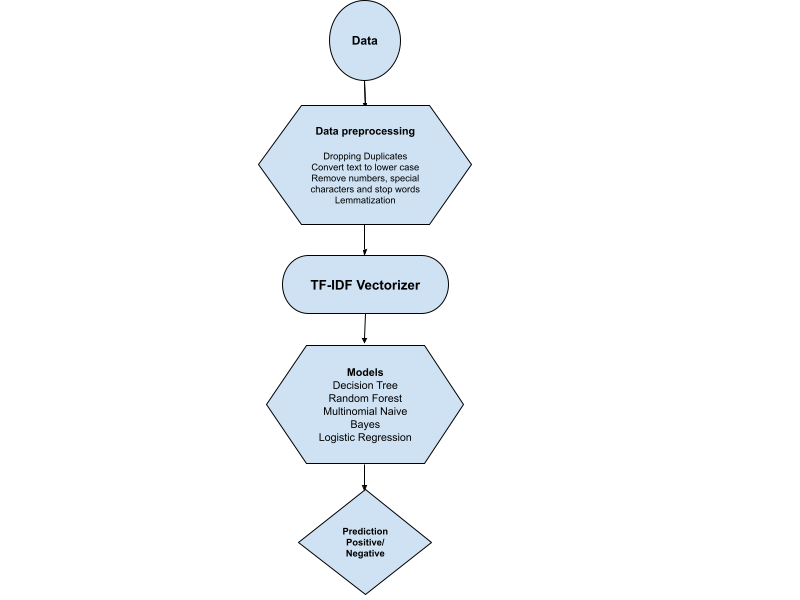 Data
Data preprocessing
Dropping Duplicates
Convert text to lower case
Remove numbers, special
characters and stop words
Lemmatization
TF-IDF Vectorizer
Models
Decision Tree
Random Forest
Multinomial Naive
Bayes
Logistic Regression
Prediction
Positive/
Negative